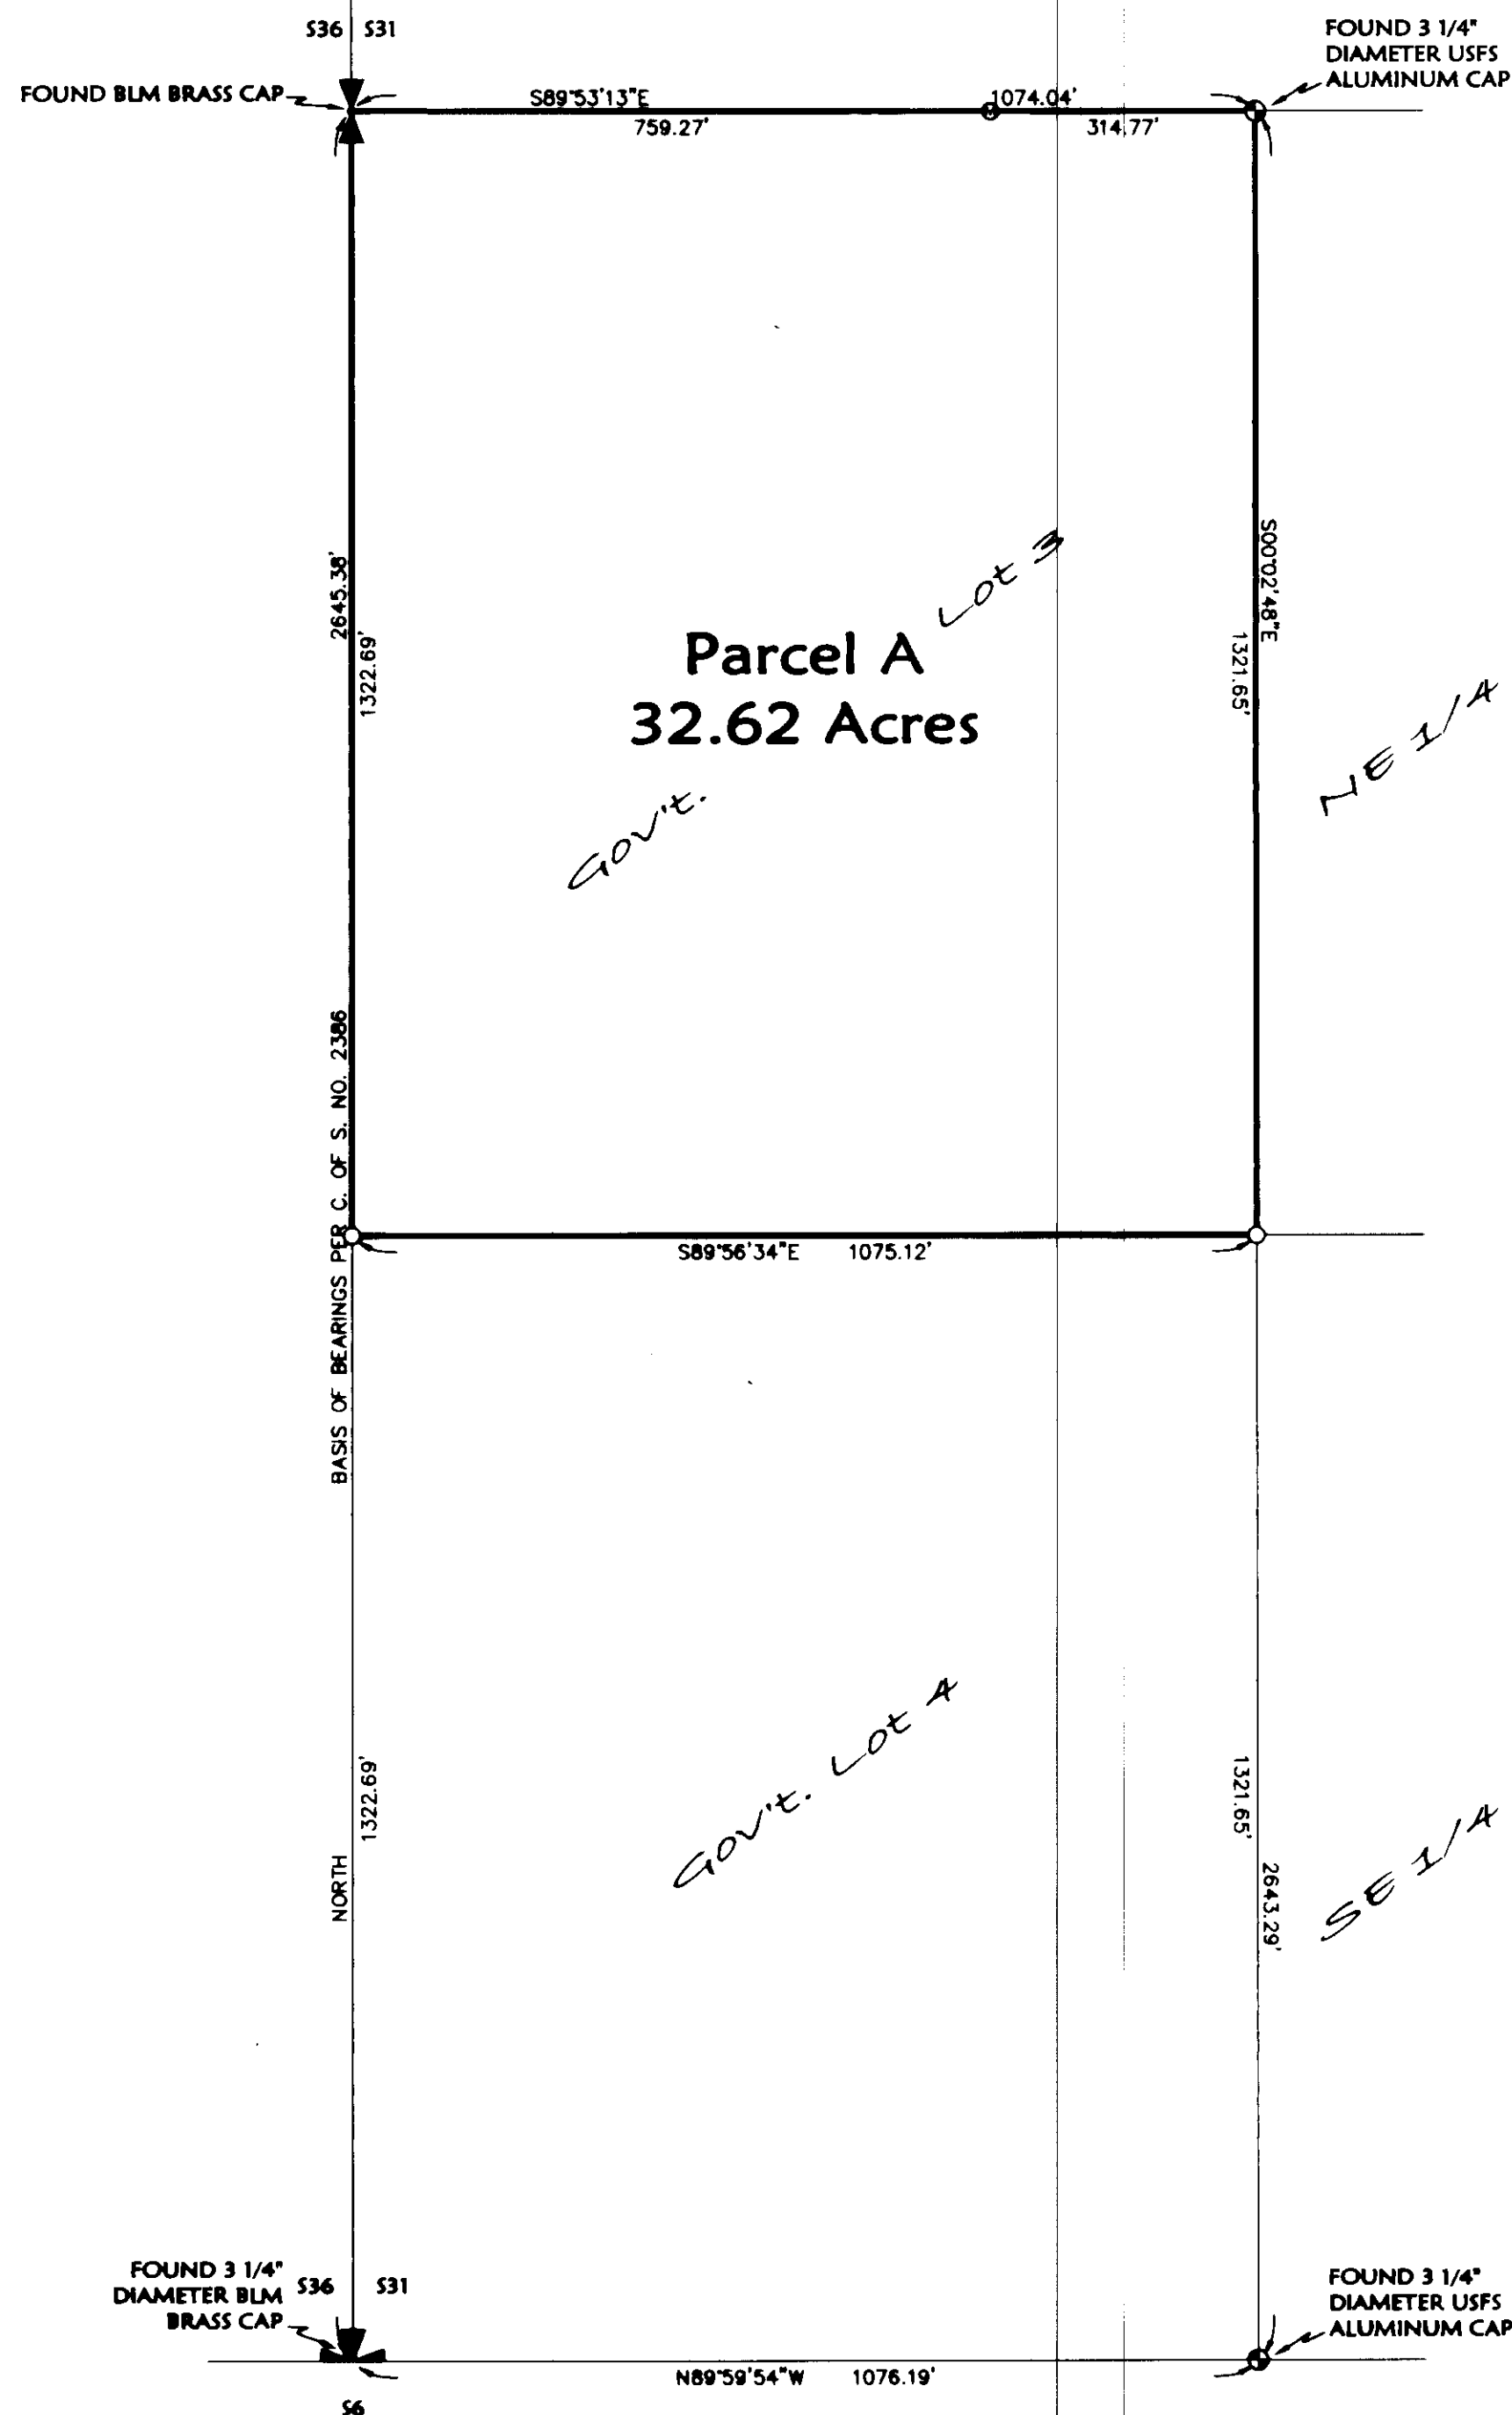 S36 S31
FOUND BLM BRASS CAP
FOUND 3 1/4"
DIAMETER USFS
ALUMINUM CAP
S89°53'13"E 1074.04'
759.27' 314.77'
2645.38'
1322.69'
S00°02'48"E
1321.65'
Lot 3
Parcel A
32.62 Acres
Gov't.
NE 1/4
BASIS OF BEARINGS PER C. OF S. NO. 2386
S89°56'34"E 1075.12'
Gov't. Lot 4
1322.69'
NORTH
1321.65'
2643.29'
SE 1/4
FOUND 3 1/4"
DIAMETER BLM
BRASS CAP
S36 S31
FOUND 3 1/4"
DIAMETER USFS
ALUMINUM CAP
N89°59'54"W 1076.19'
S6